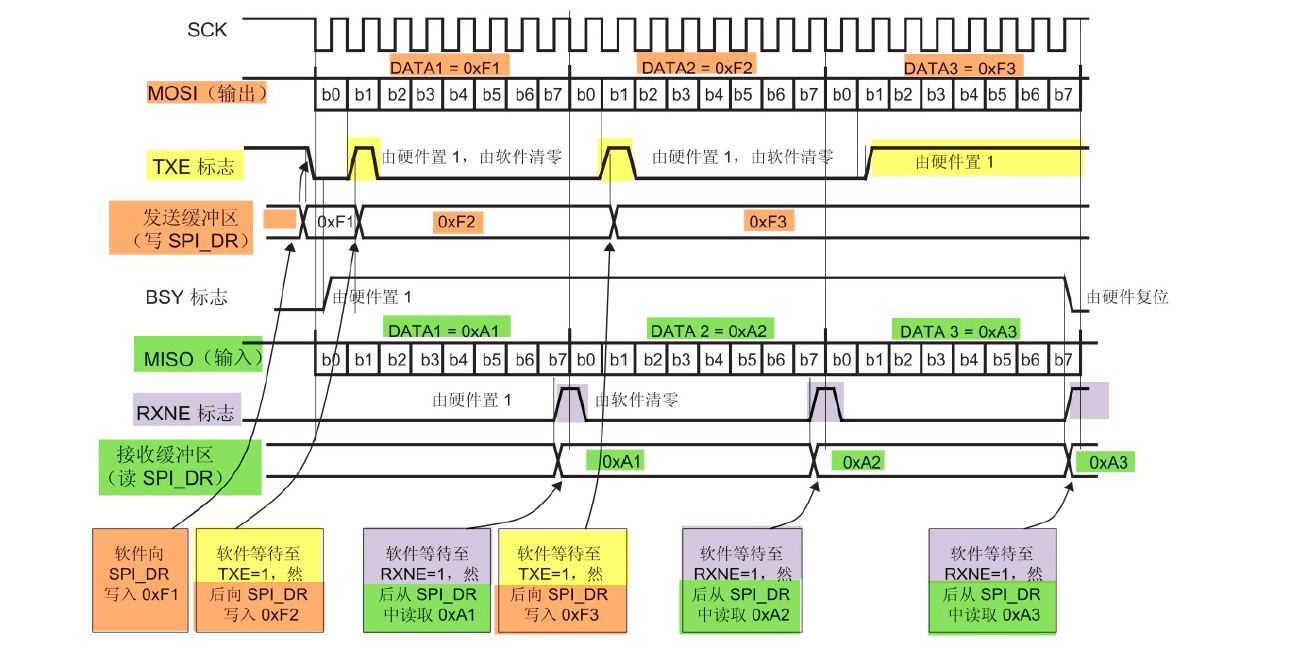 SCK
DATA1 = 0xF1 DATA2 = 0xF2 DATA3 = 0xF3
MOSI（输出） b0 b1 b2 b3 b4 b5 b6 b7 b0 b1 b2 b3 b4 b5 b6 b7 b0 b1 b2 b3 b4 b5 b6 b7
TXE 标志 由硬件置 1，由软件清零 由硬件置 1，由软件清零 由硬件置 1
发送缓冲区
（写 SPI_DR） 0xF1 0xF2 0xF3
BSY 标志 由硬件置 1 由硬件复位
DATA1 = 0xA1 DATA 2 = 0xA2 DATA 3 = 0xA3
MISO（输入） b0 b1 b2 b3 b4 b5 b6 b7 b0 b1 b2 b3 b4 b5 b6 b7 b0 b1 b2 b3 b4 b5 b6 b7
RXNE 标志 由硬件置 1 由软件清零
接收缓冲区
（读 SPI_DR） 0xA1 0xA2 0xA3
软件向
SPI_DR
写入 0xF1
软件等待至
TXE=1，然
后向 SPI_DR
写入 0xF2
软件等待至
RXNE=1，然
后从 SPI_DR
中读取 0xA1
软件等待至
TXE=1，然
后向 SPI_DR
写入 0xF3
软件等待至
RXNE=1，然
后从 SPI_DR
中读取 0xA2
软件等待至
RXNE=1，然
后从 SPI_DR
中读取 0xA3